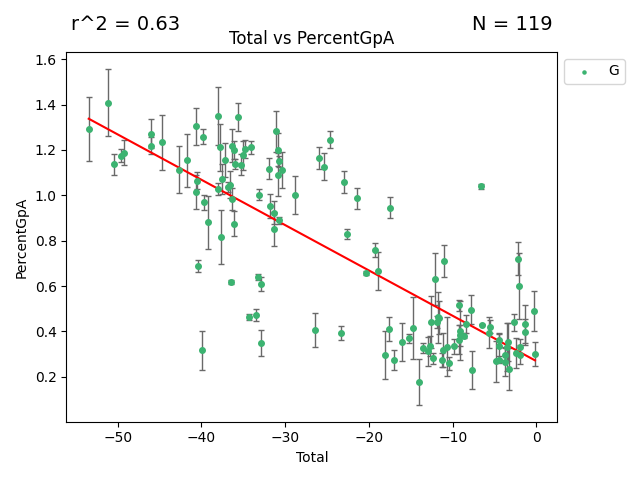 r^2 = 0.63
N = 119
Total vs PercentGpA
G
PercentGpA
1.6
1.4
1.2
1.0
0.8
0.6
0.4
0.2
−50 −40 −30 −20 −10 0
Total